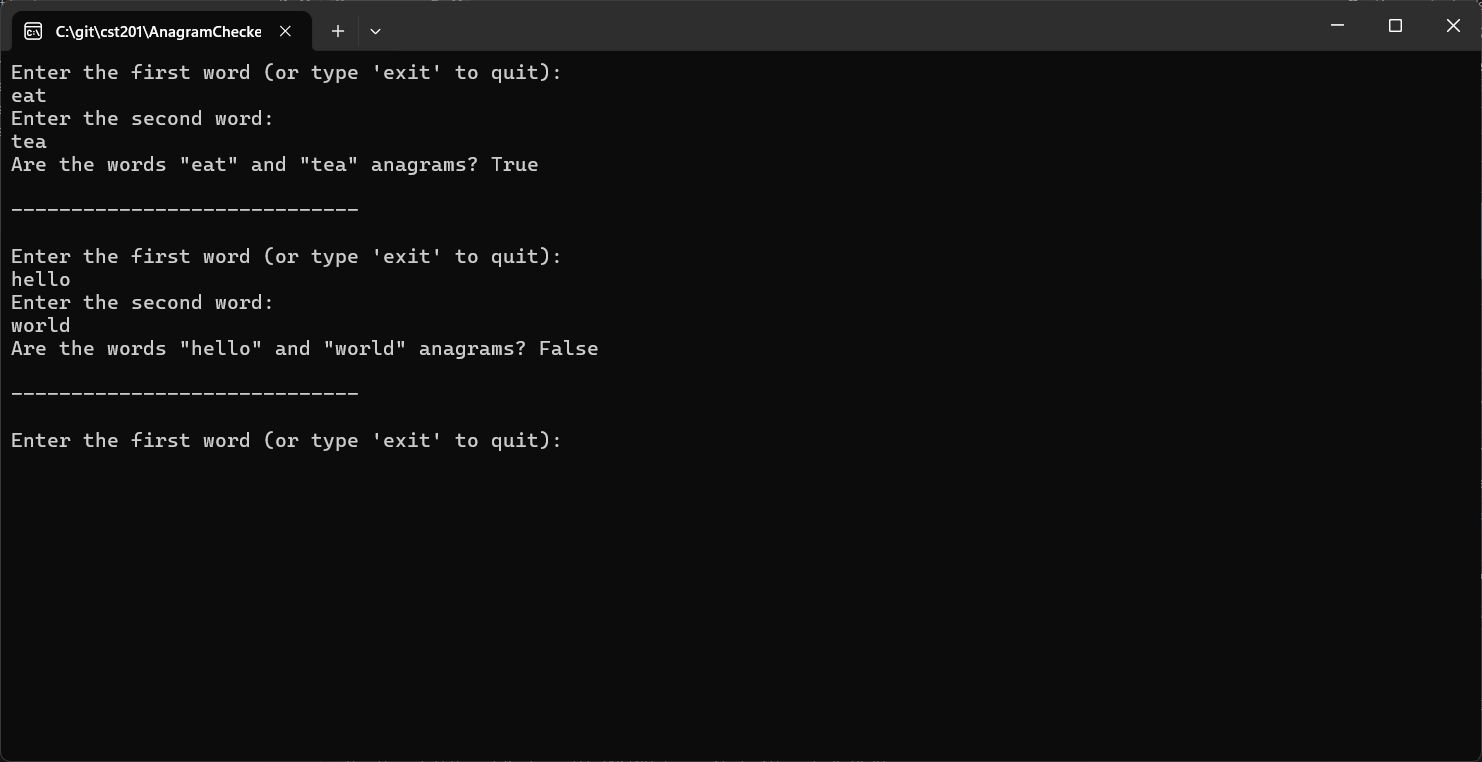 C:\git\cst201\AnagramChecke
Enter the first word (or type 'exit' to quit):
eat
Enter the second word:
tea
Are the words "eat" and "tea" anagrams? True
-----------------------------
Enter the first word (or type 'exit' to quit):
hello
Enter the second word:
world
Are the words "hello" and "world" anagrams? False
-----------------------------
Enter the first word (or type 'exit' to quit):